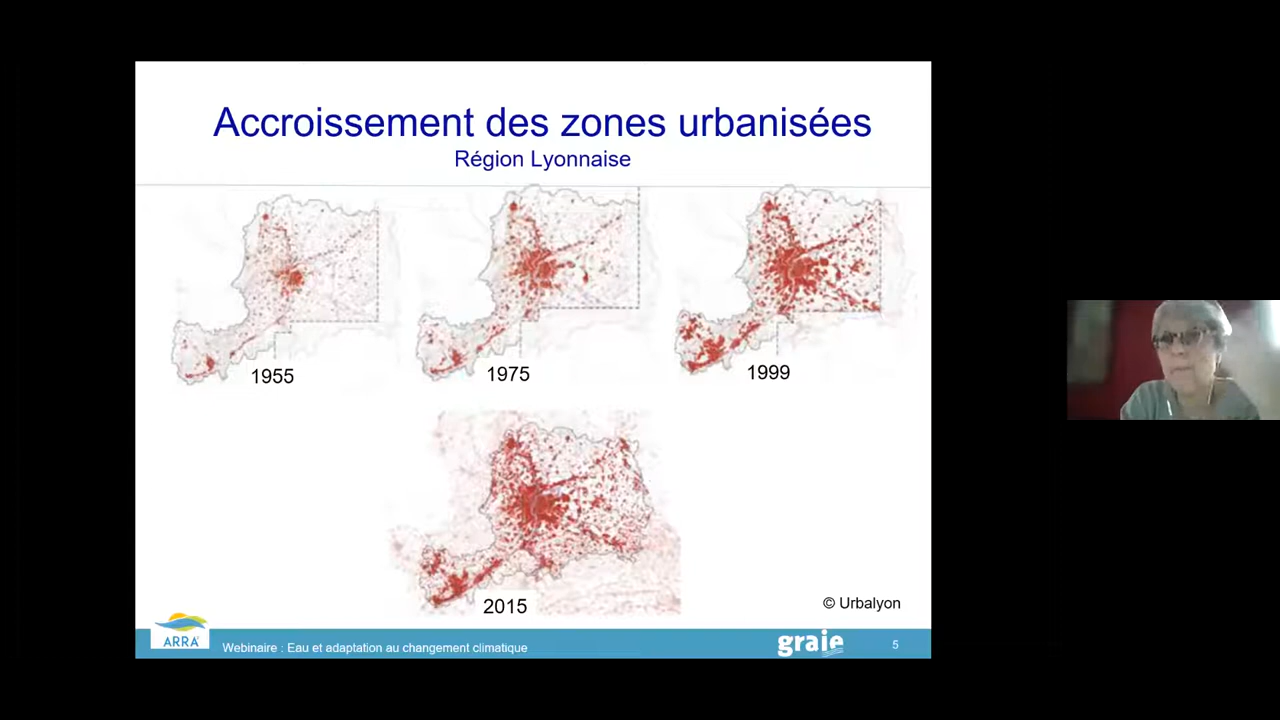 Accroissement des zones urbanisées
Région Lyonnaise
1955
1975
1999
2015
© Urbalyon
ARRA²
Webinaire : Eau et adaptation au changement climatique
graie
5